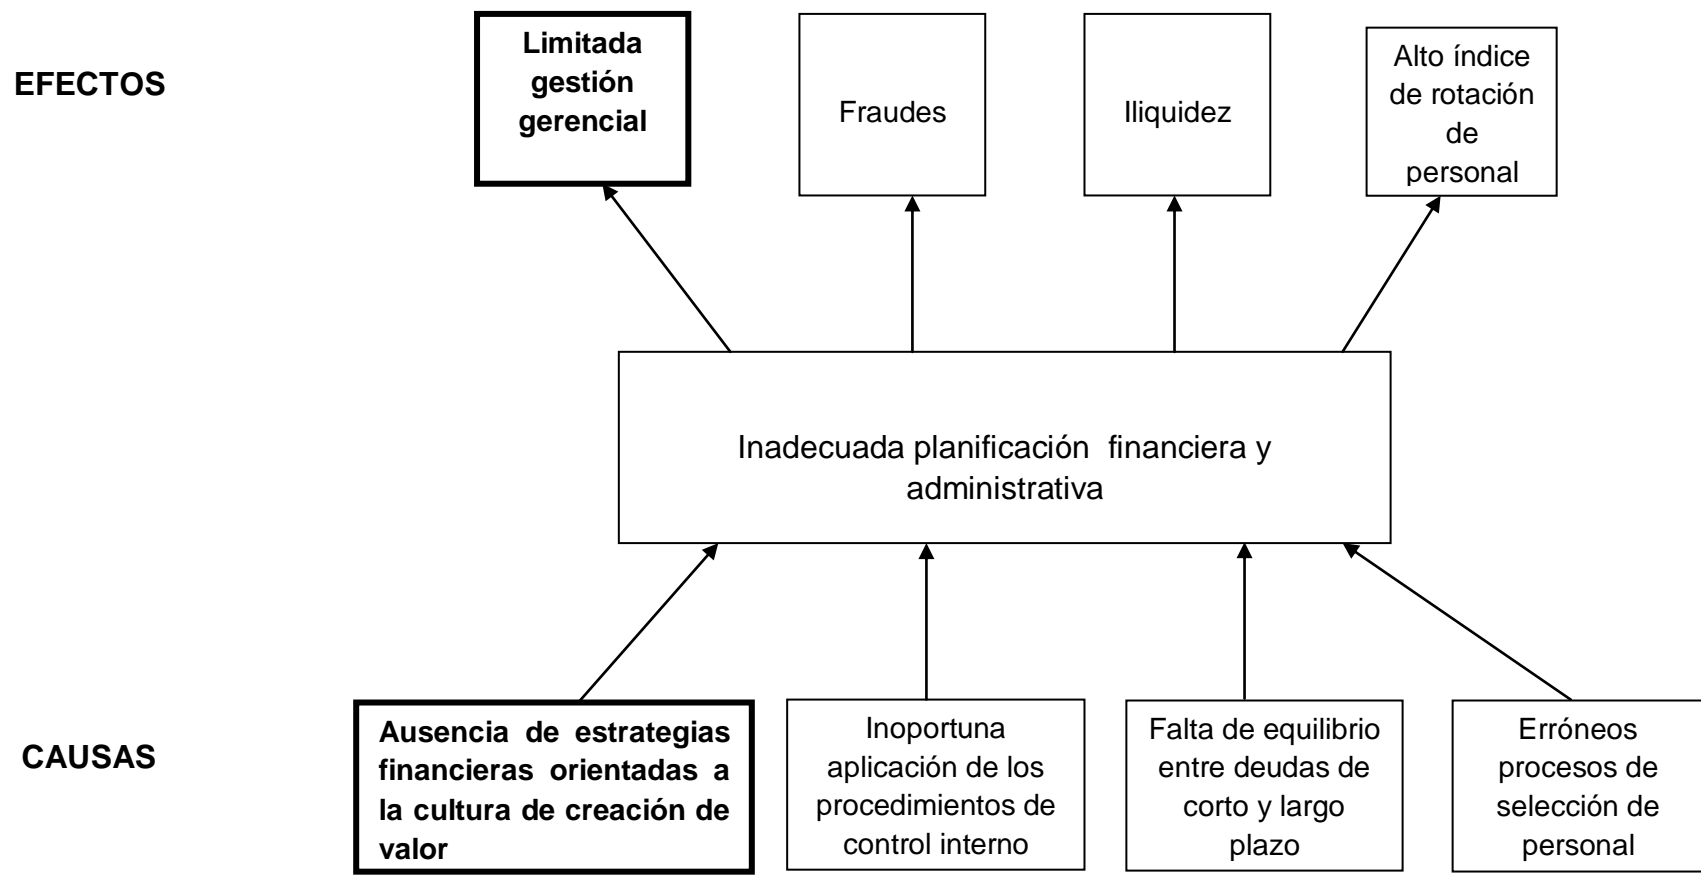 EFECTOS
Limitada
gestión
gerencial
Fraudes
Iliquidez
Alto índice
de rotación
de
personal
Inadecuada planificación  financiera y
administrativa
CAUSAS
Ausencia de estrategias
financieras orientadas a
la cultura de creación de
valor
Inoportuna
aplicación de los
procedimientos de
control interno
Falta de equilibrio
entre deudas de
corto y largo
plazo
Erróneos
procesos de
selección de
personal